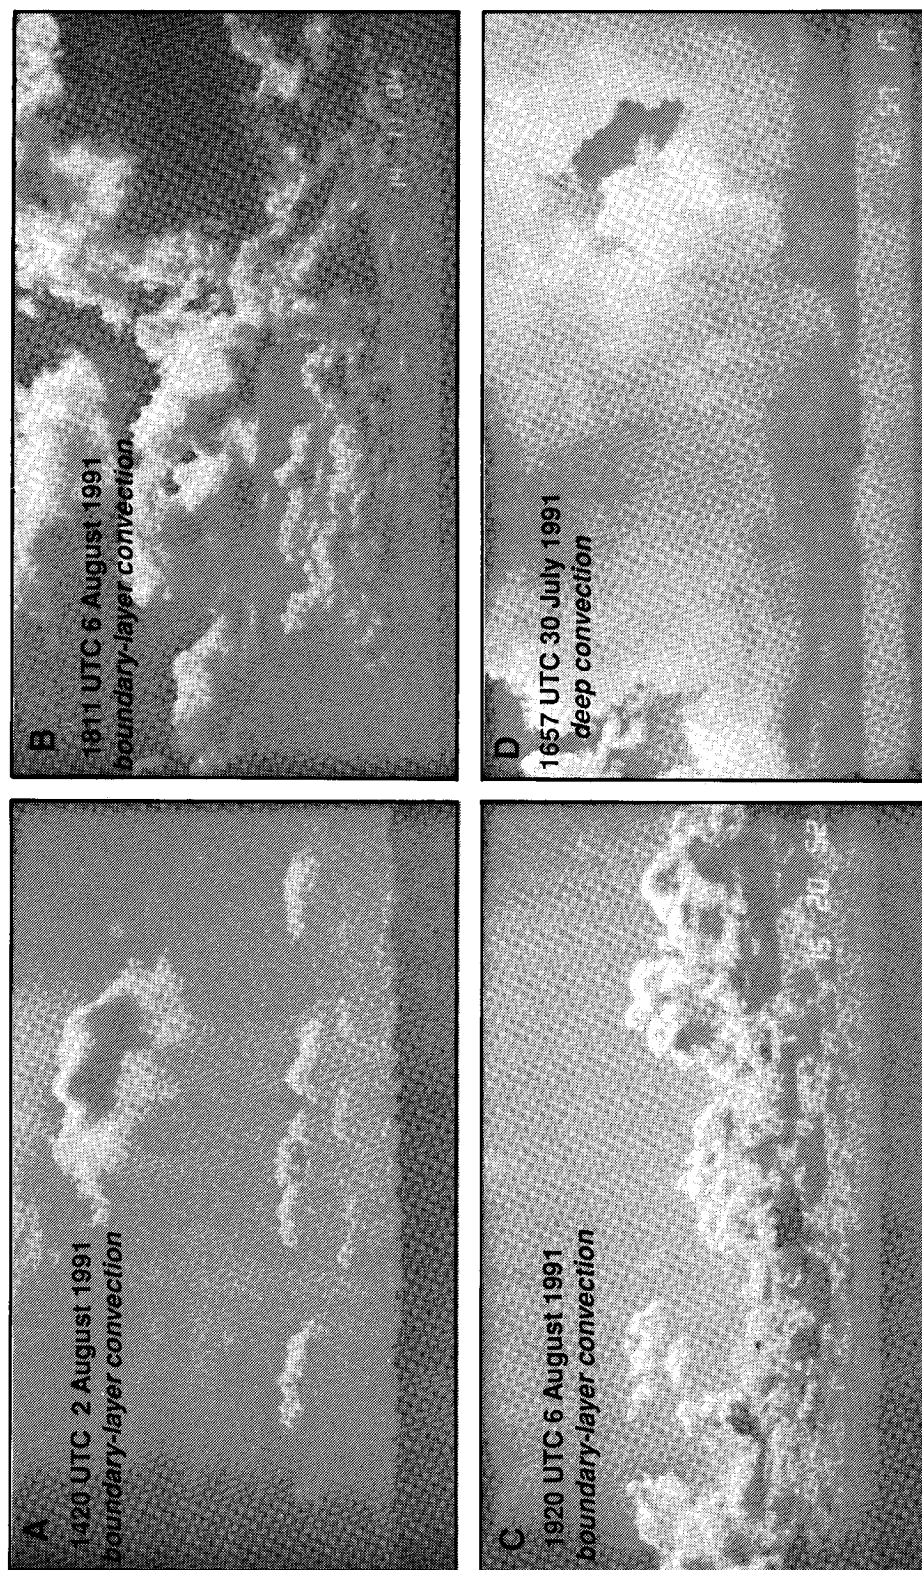 A
1420 UTC 2 August 1991
boundary-layer convection
B
1811 UTC 6 August 1991
boundary-layer convection
C
1920 UTC 6 August 1991
boundary-layer convection
D
1657 UTC 30 July 1991
deep convection